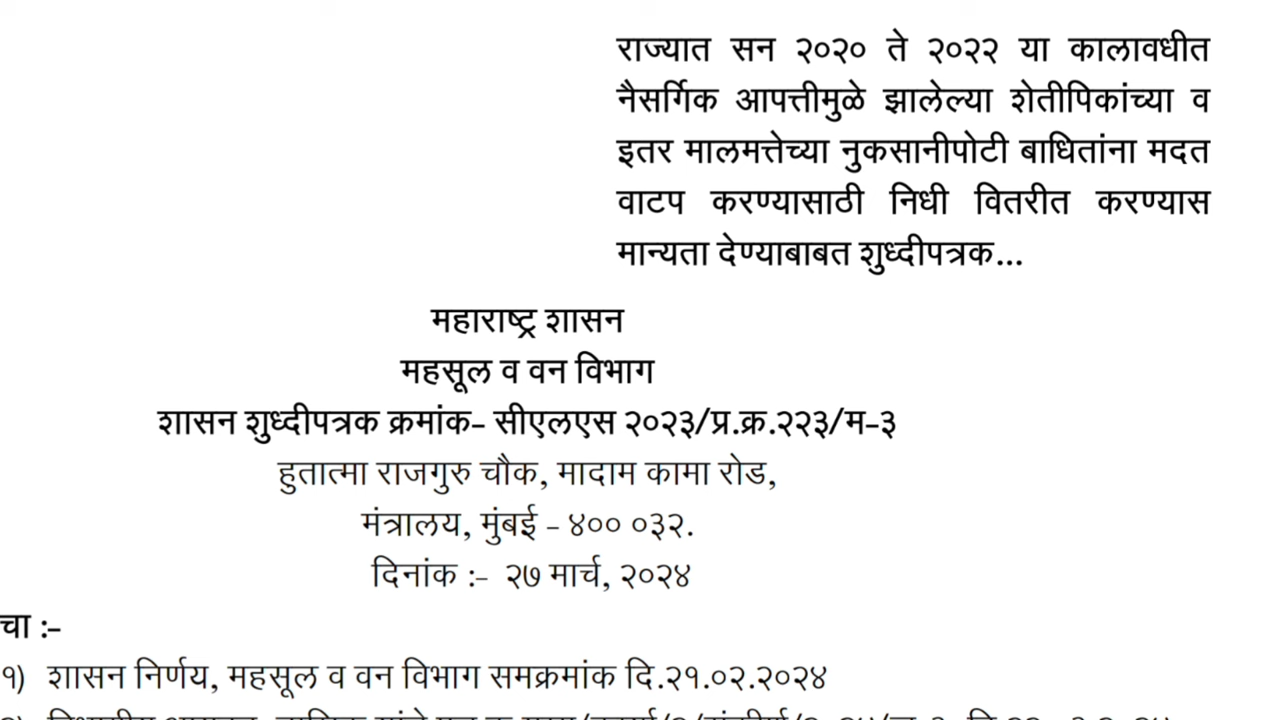 राज्यात सन २०२० ते २०२२ या कालावधीत
नैसर्गिक आपत्तीमुळे झालेल्या शेतीपिकांच्या व
इतर मालमत्तेच्या नुकसानीपोटी बाधितांना मदत
वाटप करण्यासाठी निधी वितरीत करण्यास
मान्यता देण्याबाबत शुध्दीपत्रक...
महाराष्ट्र शासन
महसूल व वन विभाग
शासन शुध्दीपत्रक क्रमांक- सीएलएस २०२३/प्र.क्र.२२३/म-३
हुतात्मा राजगुरु चौक, मादाम कामा रोड,
मंत्रालय, मुंबई - ४०० ०३२.
दिनांक :- २७ मार्च, २०२४
चा :-
१) शासन निर्णय, महसूल व वन विभाग समक्रमांक दि.२१.०२.२०२४